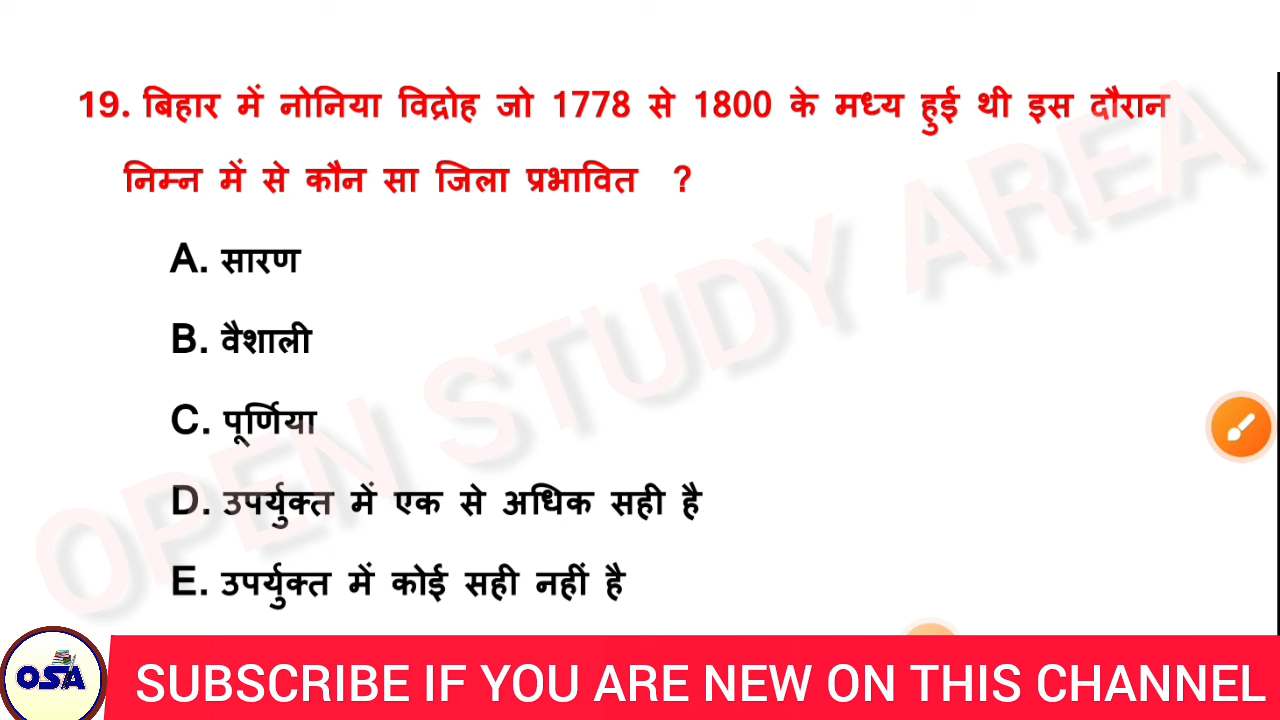 19. बिहार में नोनिया विद्रोह जो 1778 से 1800 के मध्य हुई थी इस दौरान
निम्न में से कौन सा जिला प्रभावित ?
A. सारण
B. वैशाली
C. पूर्णिया
D. उपर्युक्त में एक से अधिक सही है
E. उपर्युक्त में कोई सही नहीं है
OPEN STUDY AREA
OSA
SUBSCRIBE IF YOU ARE NEW ON THIS CHANNEL